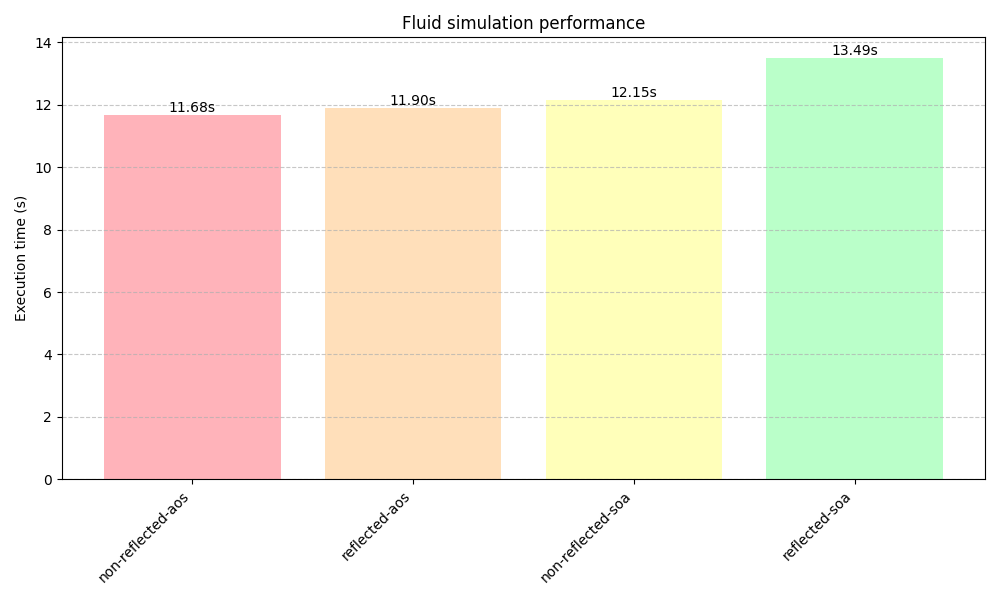 Fluid simulation performance
Execution time (s)
14
12
10
8
6
4
2
0
11.68s
11.90s
12.15s
13.49s
non-reflected-aos
reflected-aos
non-reflected-soa
reflected-soa